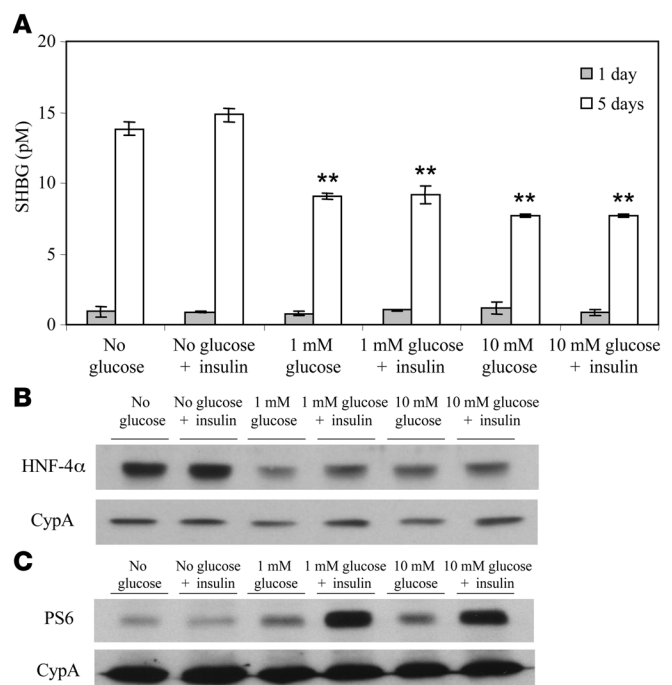 A
20
15
10
5
0
SHBG (pM)
1 day
5 days
** ** ** **
No glucose
No glucose + insulin
1 mM glucose
1 mM glucose + insulin
10 mM glucose
10 mM glucose + insulin
B
No glucose
No glucose + insulin
1 mM glucose
1 mM glucose + insulin
10 mM glucose
10 mM glucose + insulin
HNF-4α
CypA
C
No glucose
No glucose + insulin
1 mM glucose
1 mM glucose + insulin
10 mM glucose
10 mM glucose + insulin
PS6
CypA